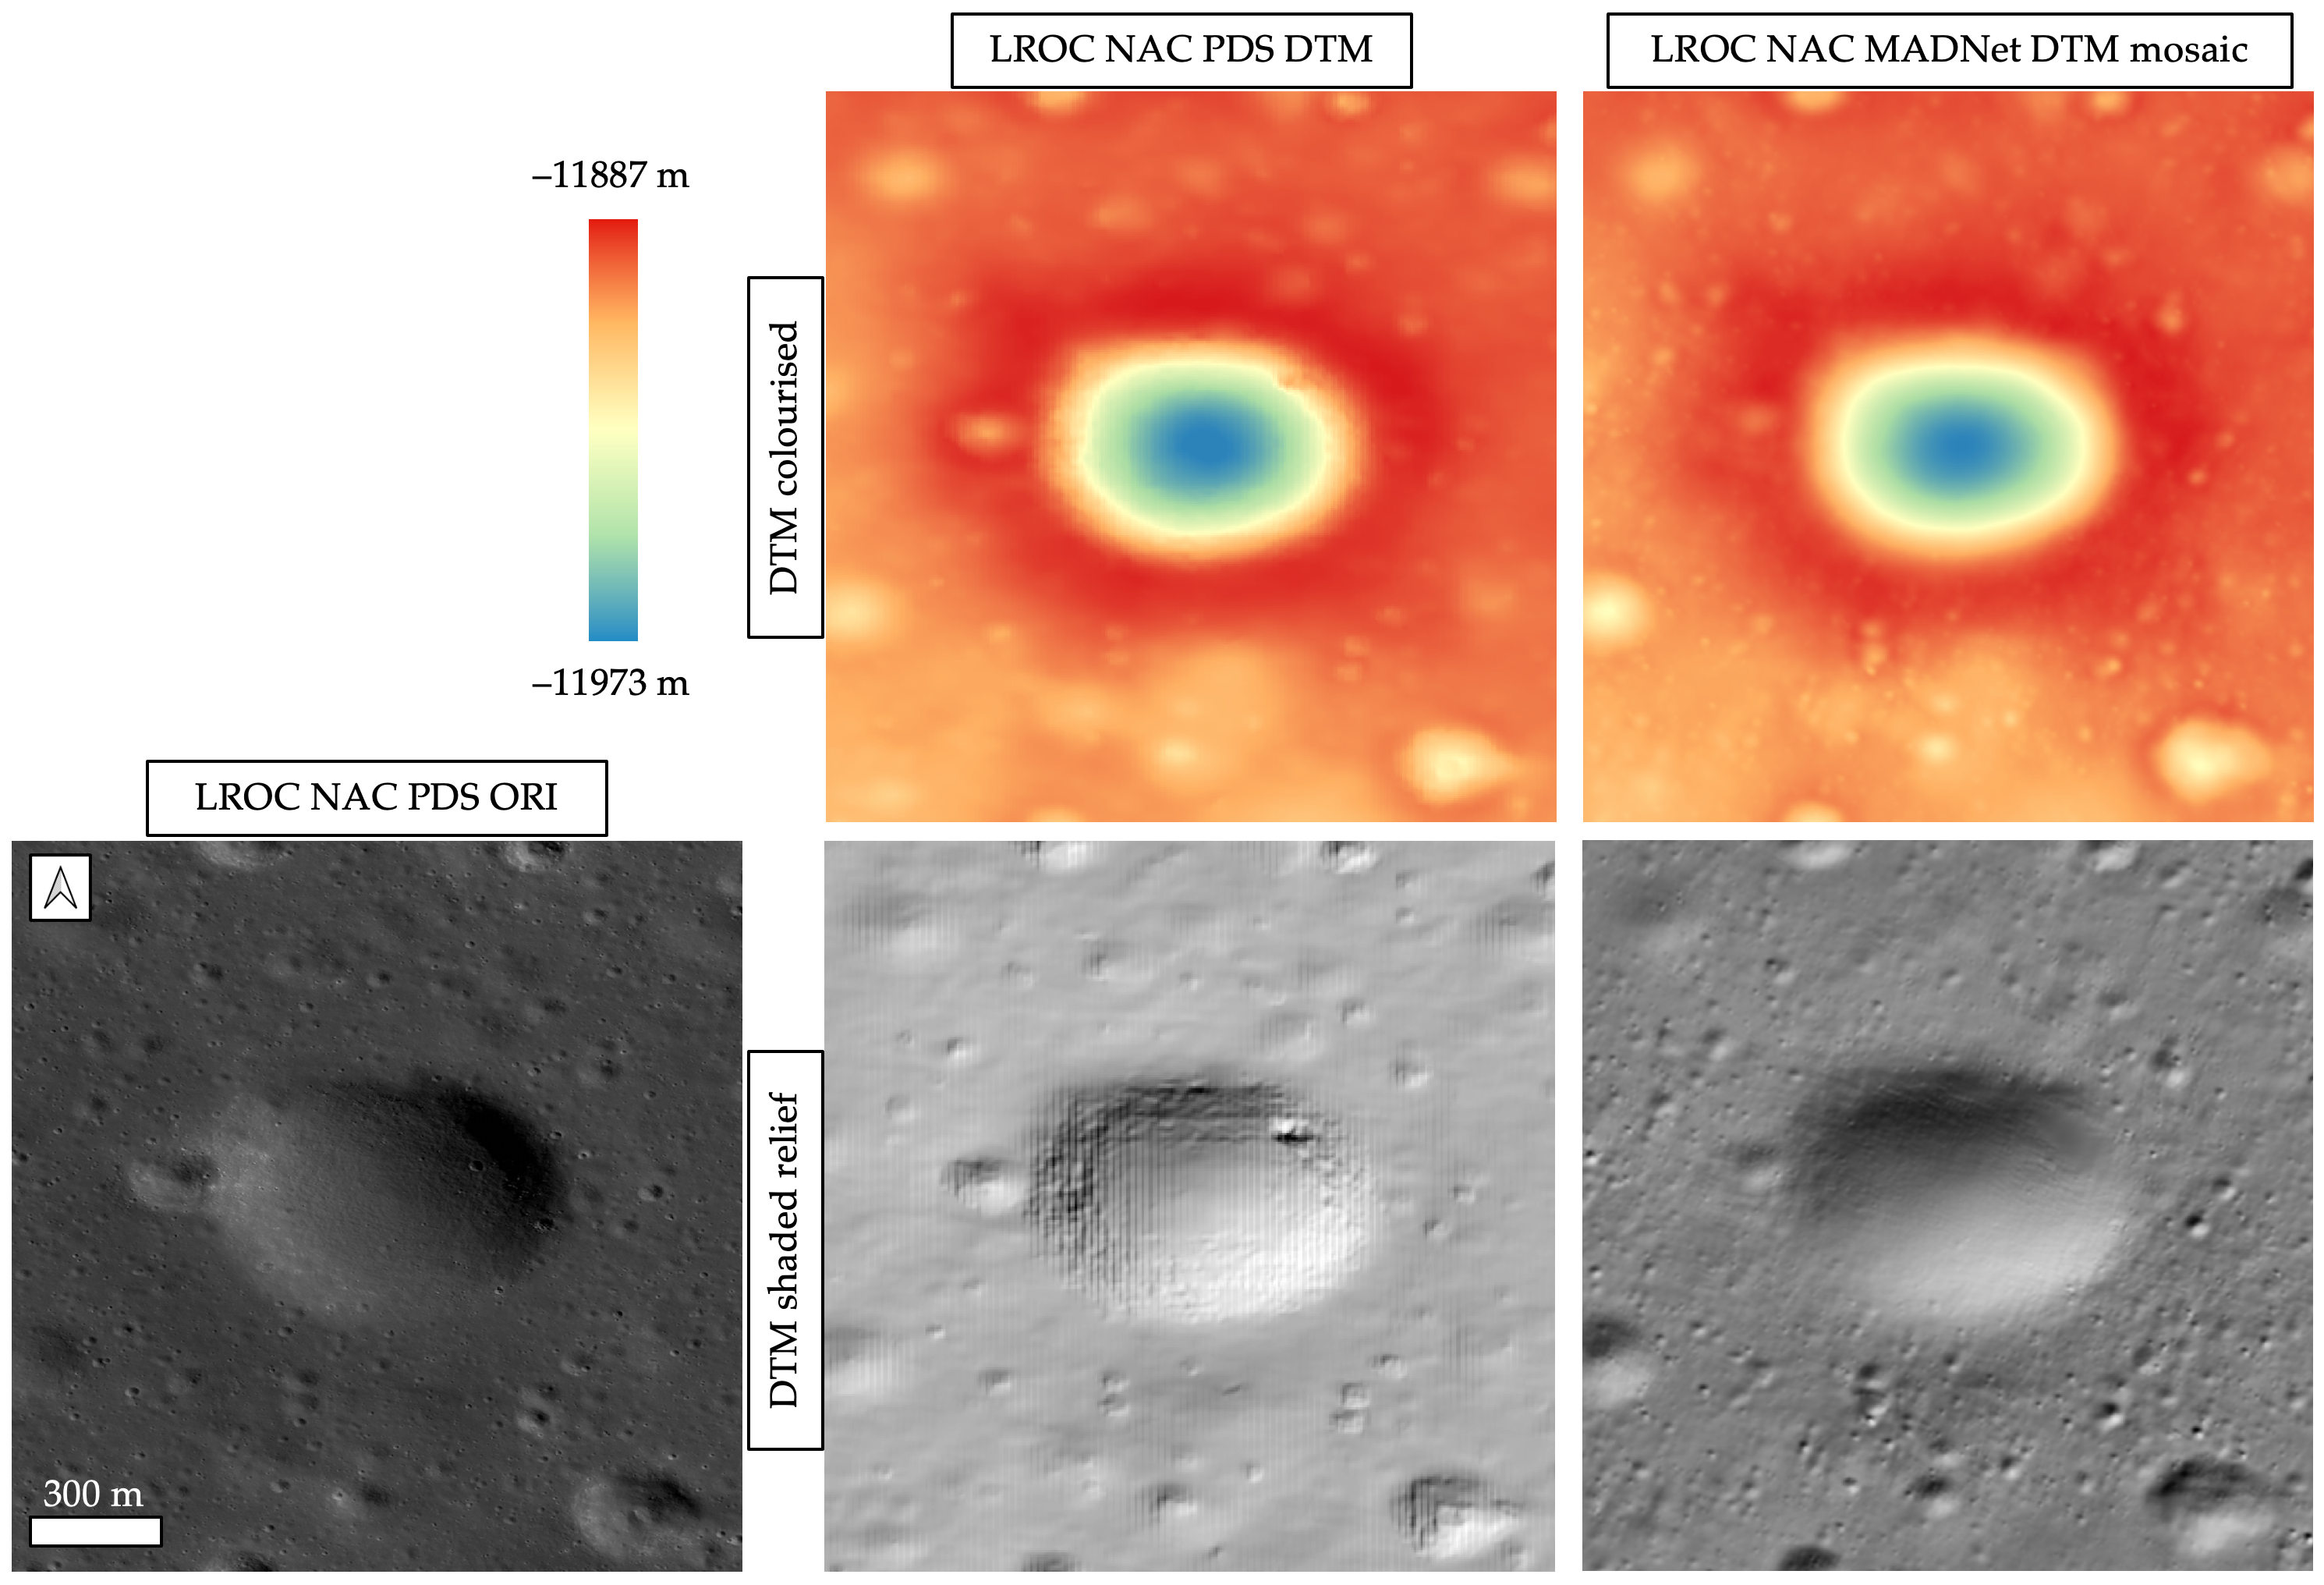 LROC NAC PDS DTM
LROC NAC MADNet DTM mosaic
–11887 m
DTM colourised
–11973 m
LROC NAC PDS ORI
DTM shaded relief
300 m